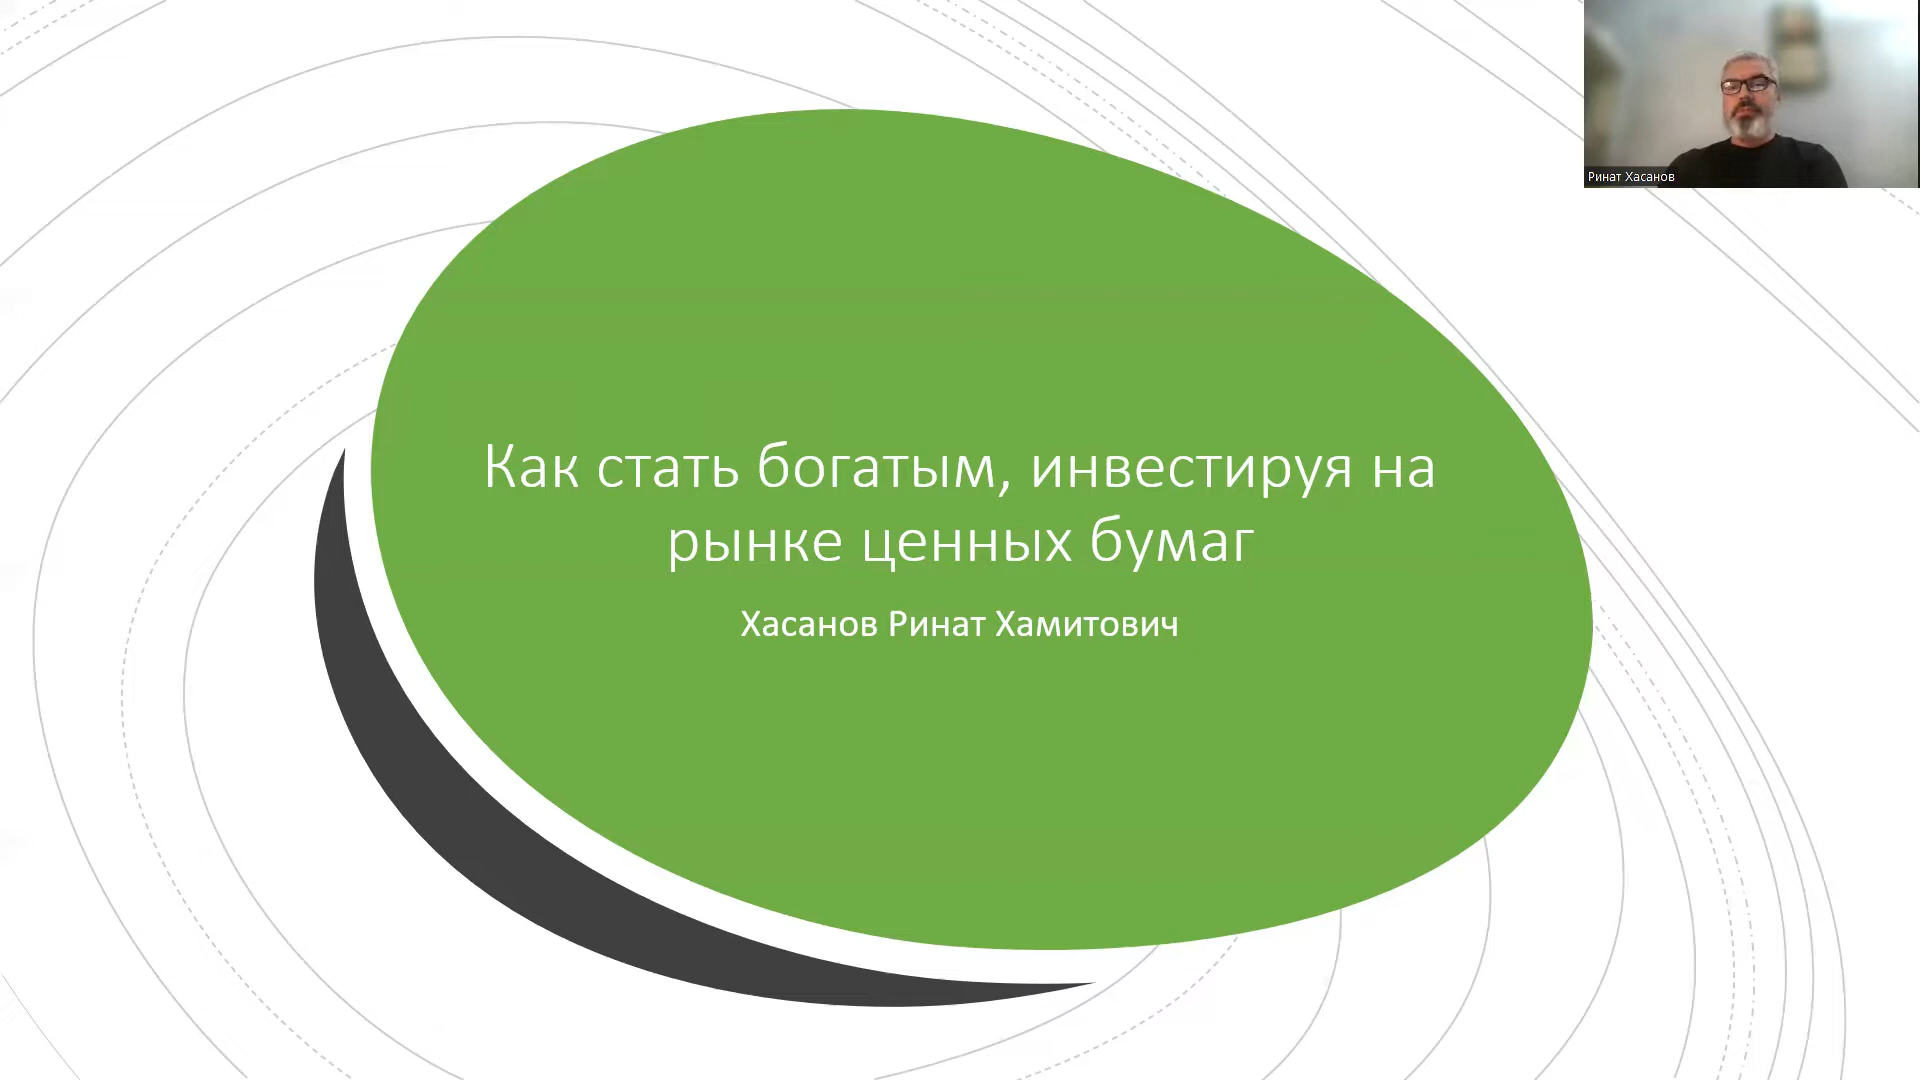 Как стать богатым, инвестируя на
рынке ценных бумаг
Хасанов Ринат Хамитович
Ринат Хасанов